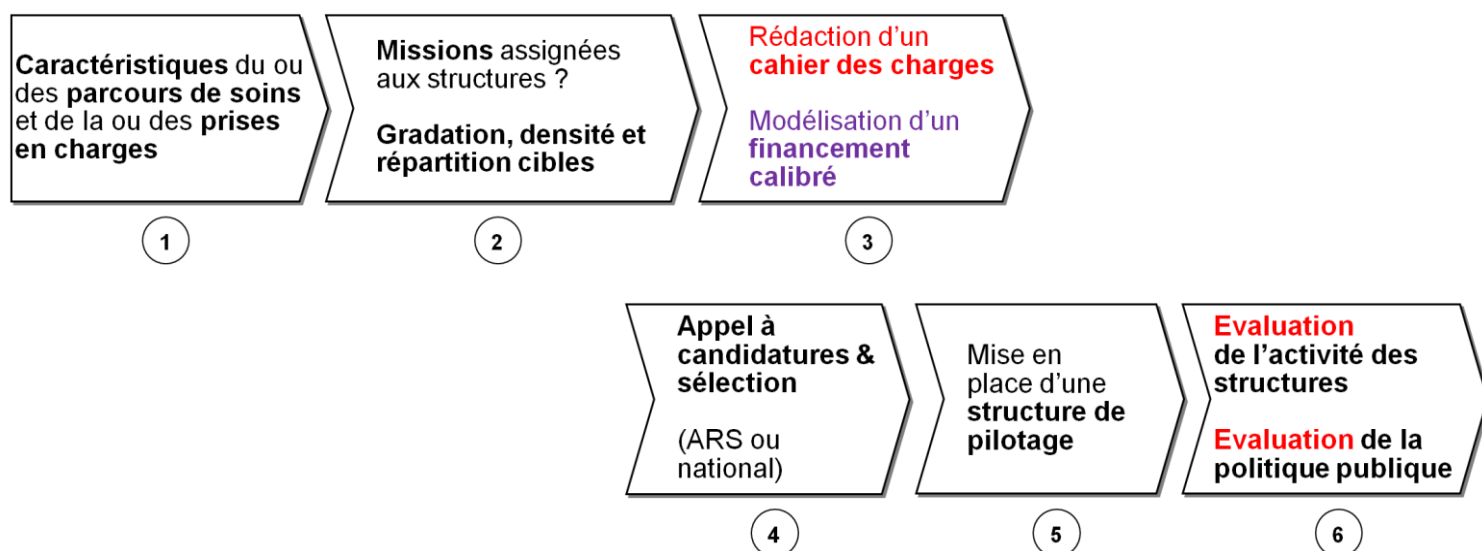 Caractéristiques du ou
des parcours de soins
et de la ou des prises
en charges
1
Missions assignées
aux structures ?
Gradation, densité et
répartition cibles
2
Rédaction d’un
cahier des charges
Modélisation d’un
financement
calibré
3
Appel à
candidatures &
sélection
(ARS ou
national)
4
Mise en
place d’une
structure de
pilotage
5
Evaluation
de l’activité des
structures
Evaluation de la
politique publique
6